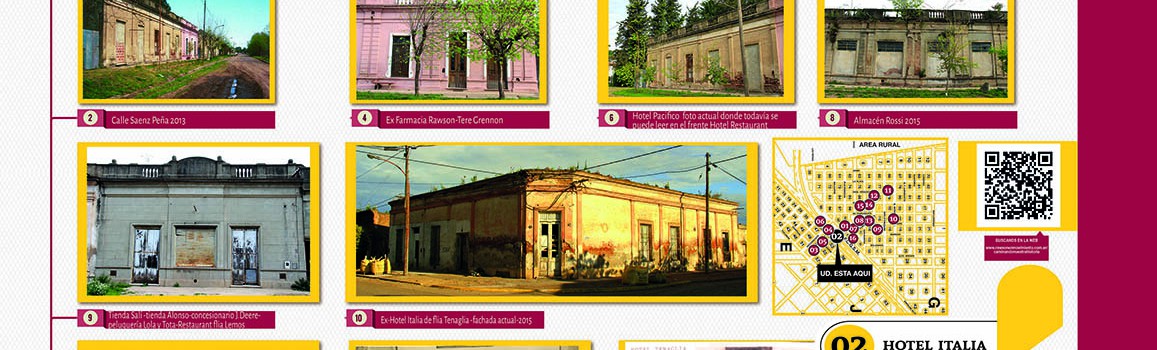 2 Calle Saenz Peña 2013
4 Ex Farmacia Rawson-Tere Grennon
6 Hotel Pacifico foto actual donde todavía se
puede leer en el frente Hotel Restaurant
8 Almacén Rossi 2015
AREA RURAL
12
11
15
14
06
04
01
08
13
10
07
09
02
05
16
03
E
UD. ESTA AQUI
J
G
BUSCANOS EN LA WEB
9 Tienda Sali-tienda Alonso-concesionario J.Deere-
peluquería Lola y Tota-Restaurant flia Lemos
10 Ex-Hotel Italia de flia Tenaglia -fachada actual-2015
02 HOTEL ITALIA
HOTEL TENAGLIA